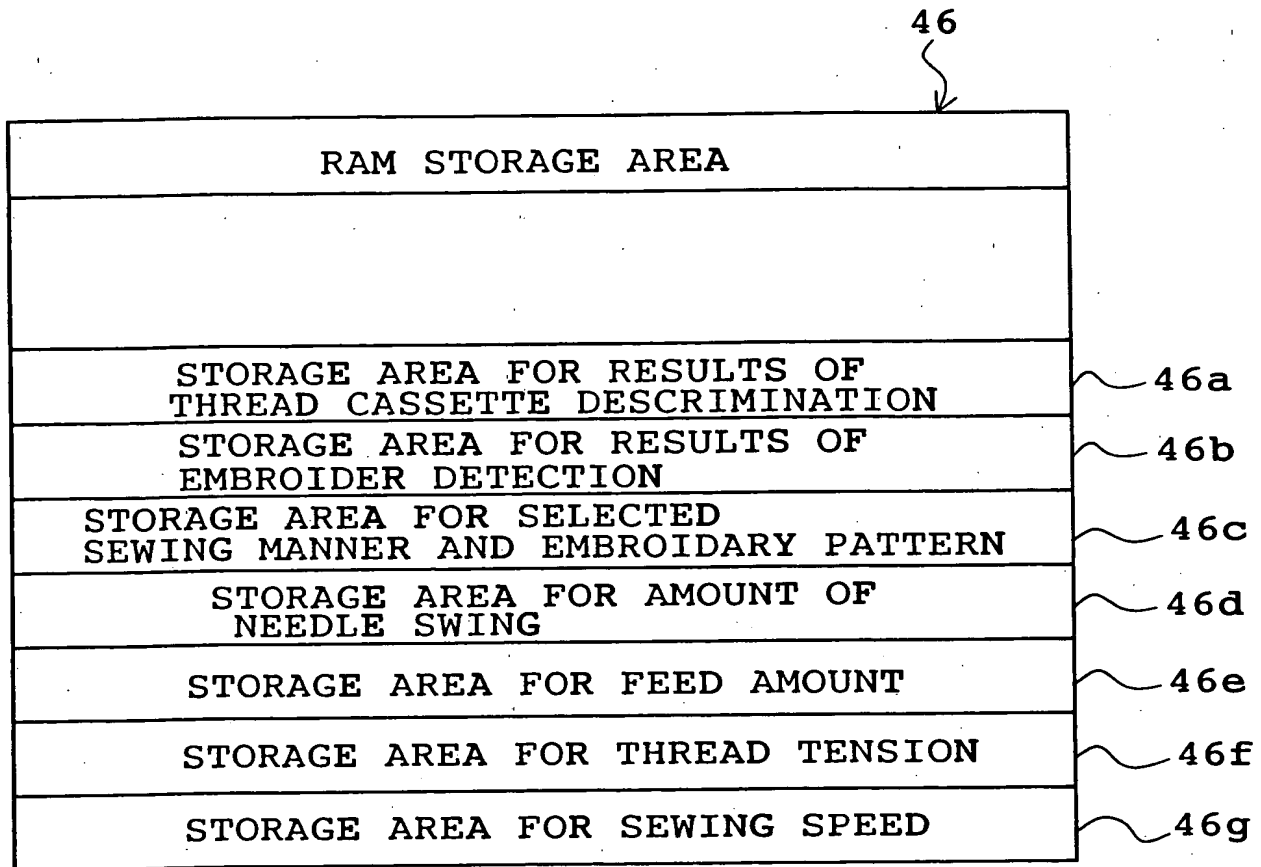 46
RAM STORAGE AREA
STORAGE AREA FOR RESULTS OF
THREAD CASSETTE DESCRIMINATION
46a
STORAGE AREA FOR RESULTS OF
EMBROIDER DETECTION
46b
STORAGE AREA FOR SELECTED
SEWING MANNER AND EMBROIDARY PATTERN
46c
STORAGE AREA FOR AMOUNT OF
NEEDLE SWING
46d
STORAGE AREA FOR FEED AMOUNT
46e
STORAGE AREA FOR THREAD TENSION
46f
STORAGE AREA FOR SEWING SPEED
46g